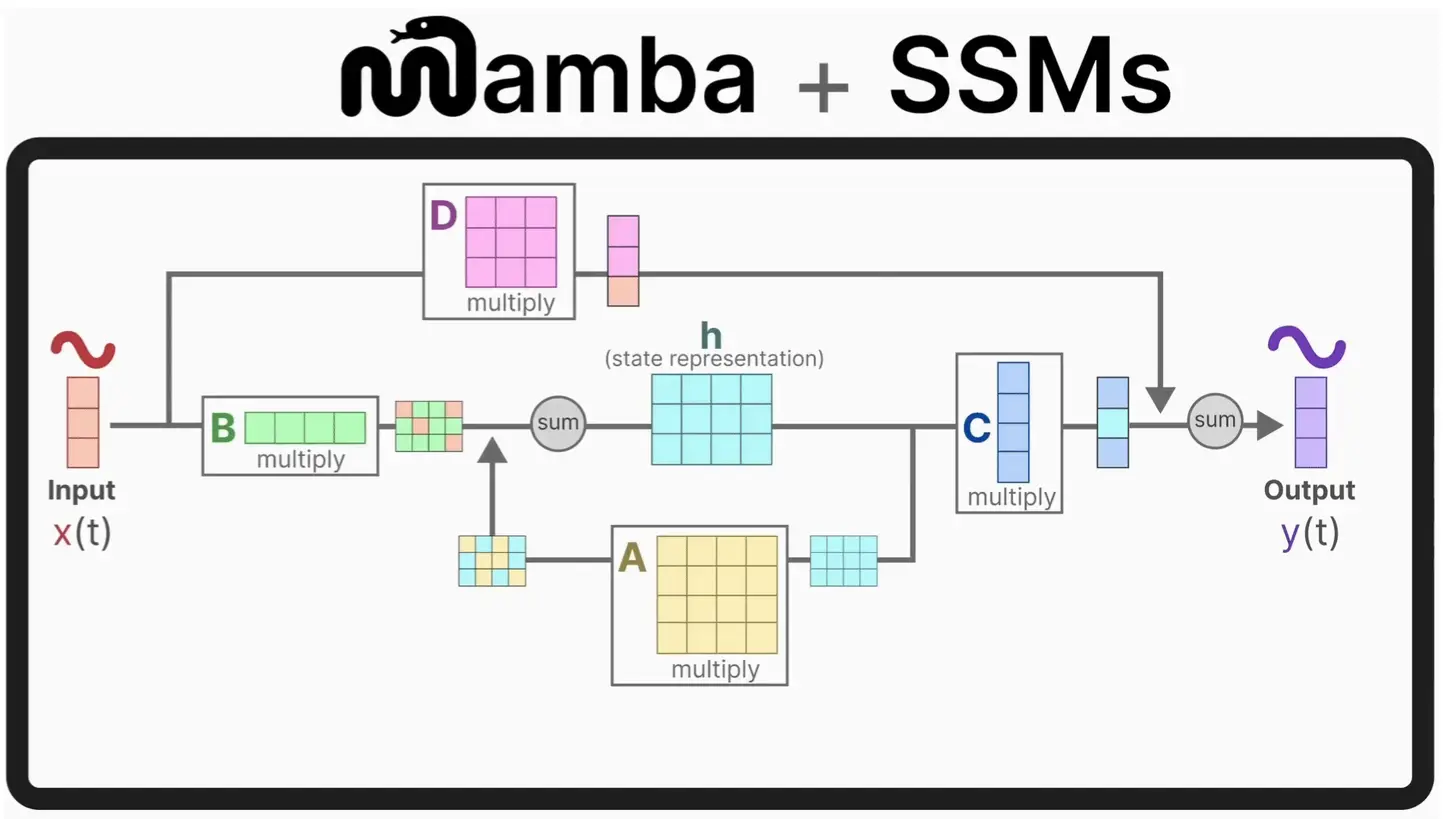 Mamba + SSMs
D
multiply
h
(state representation)
B
multiply
sum
C
multiply
sum
Input
x(t)
Output
y(t)
A
multiply